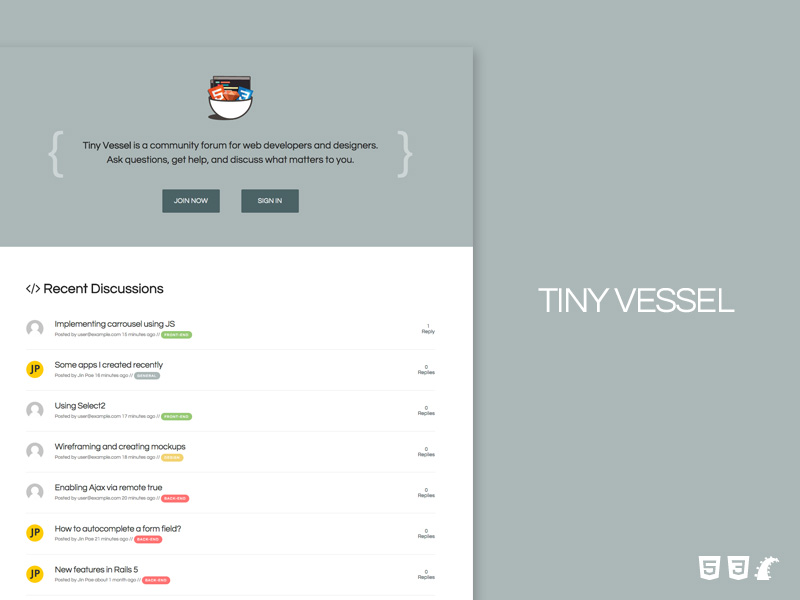 { Tiny Vessel is a community forum for web developers and designers. }
Ask questions, get help, and discuss what matters to you.
JOIN NOW
SIGN IN
</> Recent Discussions
Implementing carrousel using JS
Posted by user@example.com 15 minutes ago // FRONT-END
1
Reply
JP
Some apps I created recently
Posted by Jin Pae 16 minutes ago // GENERAL
0
Replies
Using Select2
Posted by user@example.com 17 minutes ago // FRONT-END
0
Replies
Wireframing and creating mockups
Posted by user@example.com 18 minutes ago // DESIGN
0
Replies
Enabling Ajax via remote true
Posted by user@example.com 20 minutes ago // BACK-END
0
Replies
JP
How to autocomplete a form field?
Posted by Jin Pae 21 minutes ago // BACK-END
0
Replies
JP
New features in Rails 5
Posted by Jin Pae about 1 month ago // BACK-END
0
Replies
TINY VESSEL
5 3